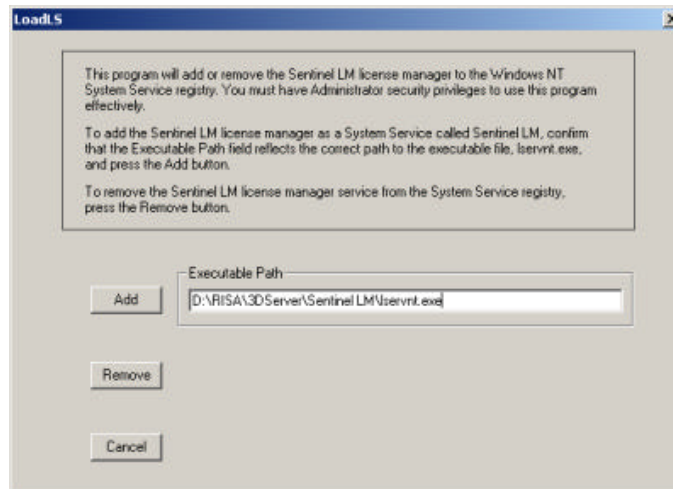 LoadLS
This program will add or remove the Sentinel LM license manager to the Windows NT
System Service registry. You must have Administrator security privileges to use this program
effectively.
To add the Sentinel LM license manager as a System Service called Sentinel LM, confirm
that the Executable Path field reflects the correct path to the executable file, lservnt.exe,
and press the Add button.
To remove the Sentinel LM license manager service from the System Service registry,
press the Remove button.
Executable Path
Add
D:\RISA\3DServer\Sentinel LM\lservnt.exe
Remove
Cancel